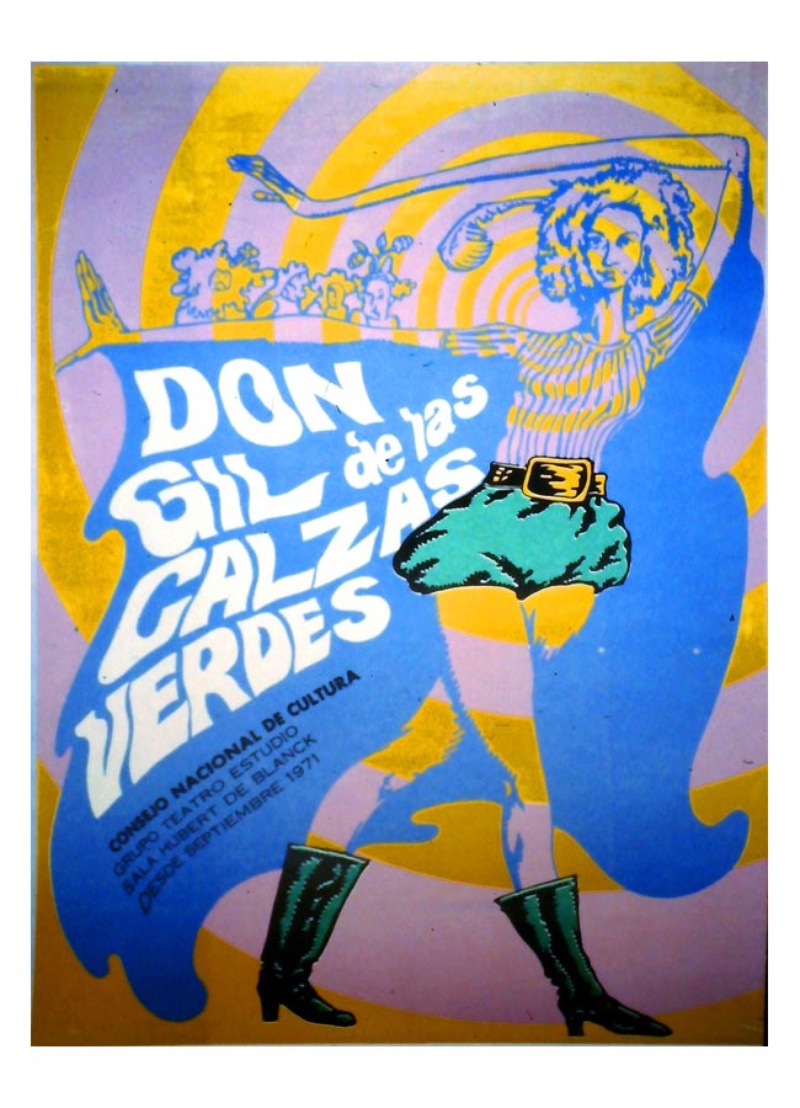 DON
GIL de las
CALZAS
VERDES
CONSEJO NACIONAL DE CULTURA
GRUPO TEATRO ESTUDIO
SALA HUBERT DE BLANCK
DESDE SEPTIEMBRE 1971